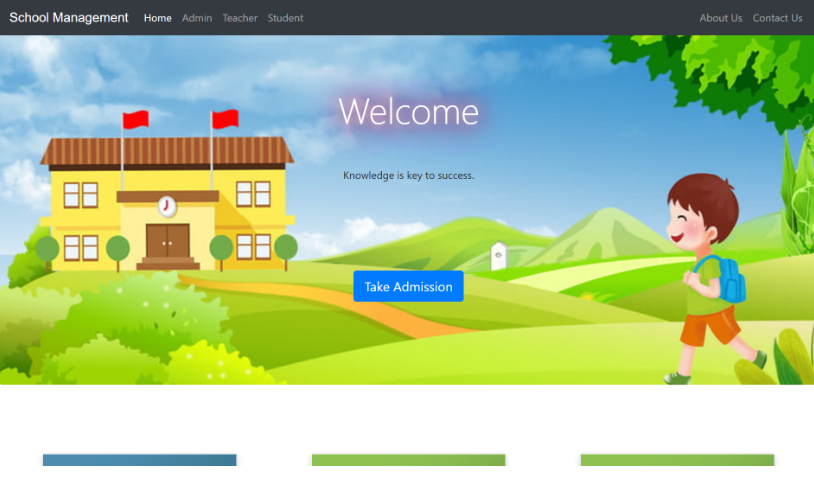 School Management Home Admin Teacher Student About Us Contact Us
Welcome
Knowledge is key to success.
Take Admission